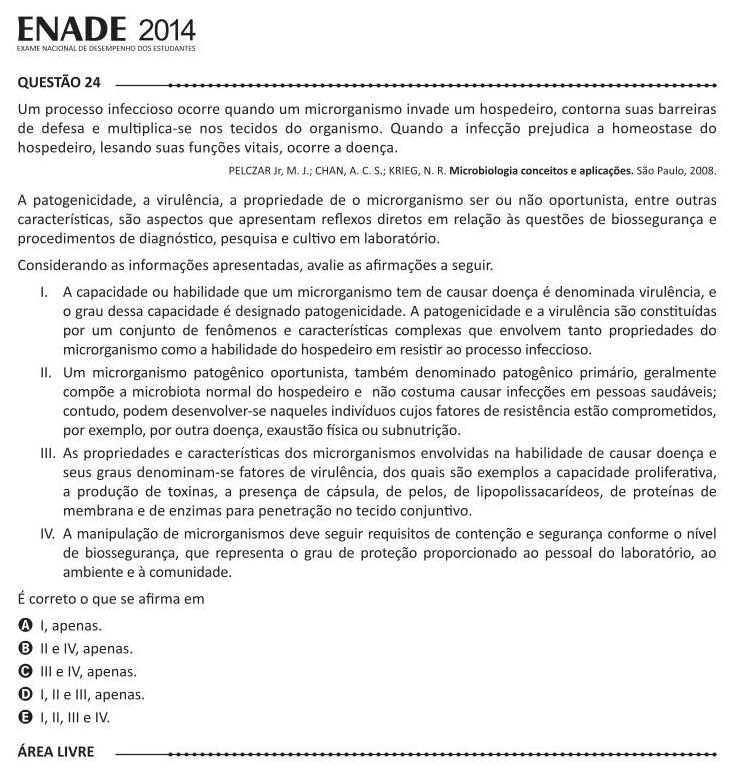 ENADE 2014
EXAME NACIONAL DE DESEMPENHO DOS ESTUDANTES
QUESTÃO 24
Um processo infeccioso ocorre quando um microrganismo invade um hospedeiro, contorna suas barreiras
de defesa e multiplica-se nos tecidos do organismo. Quando a infecção prejudica a homeostase do
hospedeiro, lesando suas funções vitais, ocorre a doença.
PELCZAR Jr, M. J.; CHAN, A. C. S.; KRIEG, N. R. Microbiologia conceitos e aplicações. São Paulo, 2008.
A patogenicidade, a virulência, a propriedade de o microrganismo ser ou não oportunista, entre outras
características, são aspectos que apresentam reflexos diretos em relação às questões de biossegurança e
procedimentos de diagnóstico, pesquisa e cultivo em laboratório.
Considerando as informações apresentadas, avalie as afirmações a seguir.
I. A capacidade ou habilidade que um microrganismo tem de causar doença é denominada virulência, e
o grau dessa capacidade é designado patogenicidade. A patogenicidade e a virulência são constituídas
por um conjunto de fenômenos e características complexas que envolvem tanto propriedades do
microrganismo como a habilidade do hospedeiro em resistir ao processo infeccioso.
II. Um microrganismo patogênico oportunista, também denominado patogênico primário, geralmente
compõe a microbiota normal do hospedeiro e não costuma causar infecções em pessoas saudáveis;
contudo, podem desenvolver-se naqueles indivíduos cujos fatores de resistência estão comprometidos,
por exemplo, por outra doença, exaustão física ou subnutrição.
III. As propriedades e características dos microrganismos envolvidas na habilidade de causar doença e
seus graus denominam-se fatores de virulência, dos quais são exemplos a capacidade proliferativa,
a produção de toxinas, a presença de cápsula, de pelos, de lipopolissacarídeos, de proteínas de
membrana e de enzimas para penetração no tecido conjuntivo.
IV. A manipulação de microrganismos deve seguir requisitos de contenção e segurança conforme o nível
de biossegurança, que representa o grau de proteção proporcionado ao pessoal do laboratório, ao
ambiente e à comunidade.
É correto o que se afirma em
A I, apenas.
B II e IV, apenas.
C III e IV, apenas.
D I, II e III, apenas.
E I, II, III e IV.
ÁREA LIVRE